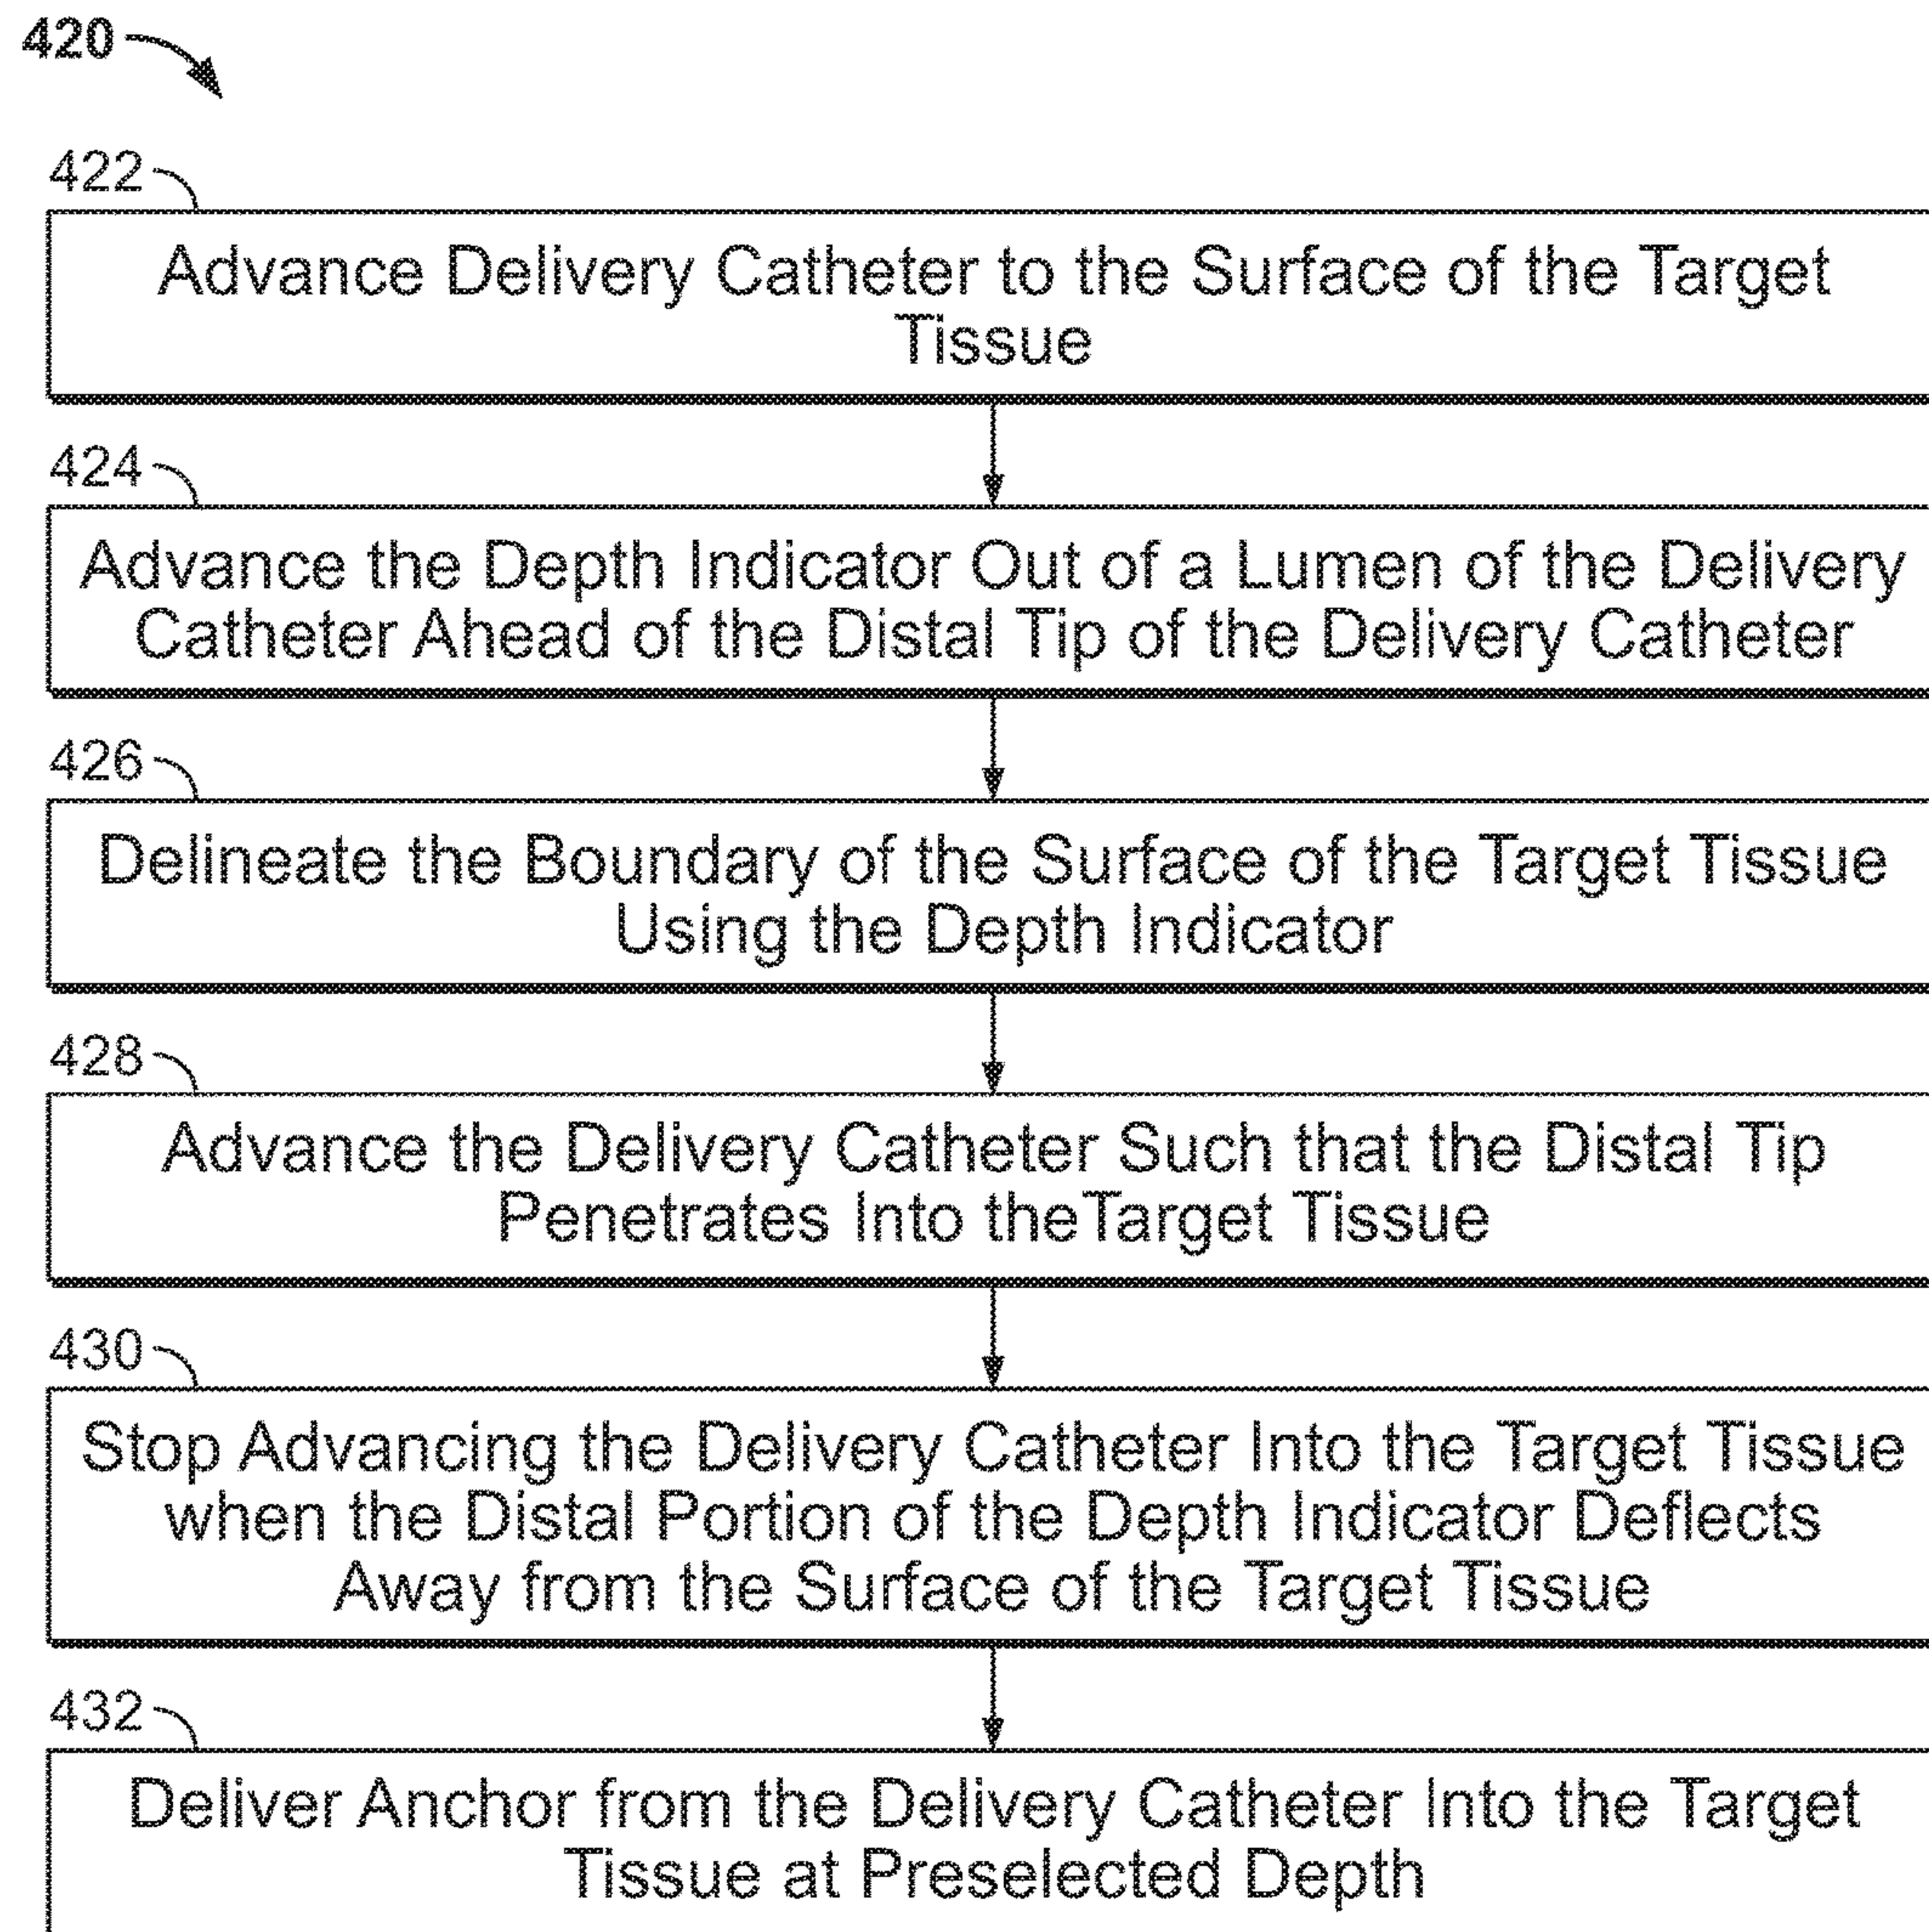 420
422
Advance Delivery Catheter to the Surface of the Target
Tissue
424
Advance the Depth Indicator Out of a Lumen of the Delivery
Catheter Ahead of the Distal Tip of the Delivery Catheter
426
Delineate the Boundary of the Surface of the Target Tissue
Using the Depth Indicator
428
Advance the Delivery Catheter Such that the Distal Tip
Penetrates Into theTarget Tissue
430
Stop Advancing the Delivery Catheter Into the Target Tissue
when the Distal Portion of the Depth Indicator Deflects
Away from the Surface of the Target Tissue
432
Deliver Anchor from the Delivery Catheter Into the Target
Tissue at Preselected Depth